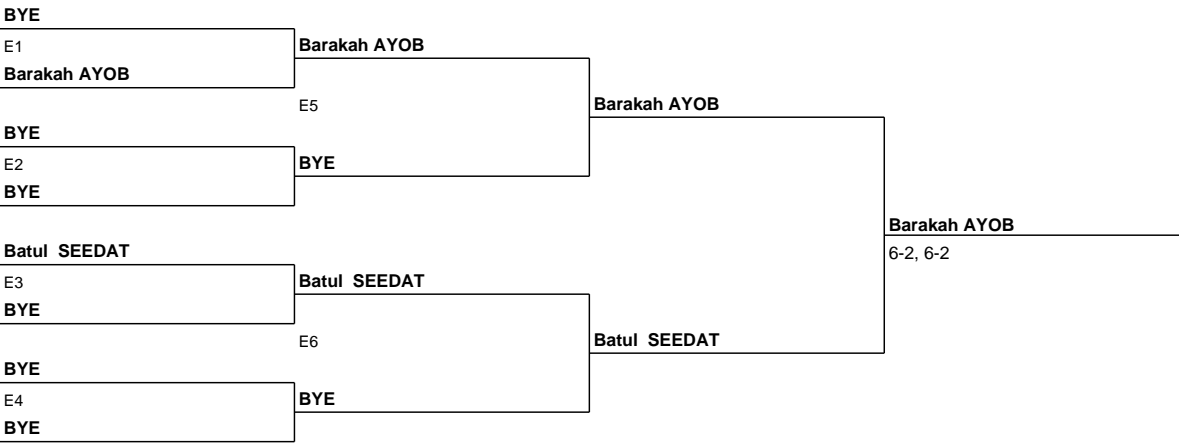 BYE
E1
Barakah AYOB
Barakah AYOB
E5
Barakah AYOB
BYE
E2
BYE
BYE
Barakah AYOB
6-2, 6-2
Batul  SEEDAT
E3
Batul  SEEDAT
BYE
E6
Batul  SEEDAT
BYE
E4
BYE
BYE